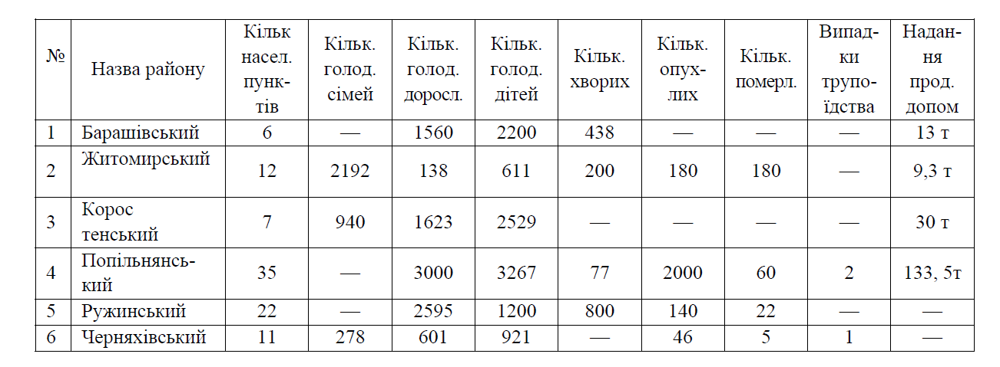 № Назва району Кільк насел. пунк- тів Кільк. голод. сімей Кільк. голод. доросл. Кільк. голод. дітей Кільк. хворих Кільк. опух- лих Кільк. померл. Випад- ки трупо- їдства Надан- ня прод. допом
1 Барашівський 6 — 1560 2200 438 — — — 13 т
2 Житомирський 12 2192 138 611 200 180 180 — 9,3 т
3 Корос тенський 7 940 1623 2529 — — — — 30 т
4 Попільнянсь- кий 35 — 3000 3267 77 2000 60 2 133, 5т
5 Ружинський 22 — 2595 1200 800 140 22 — —
6 Черняхівський 11 278 601 921 — 46 5 1 —